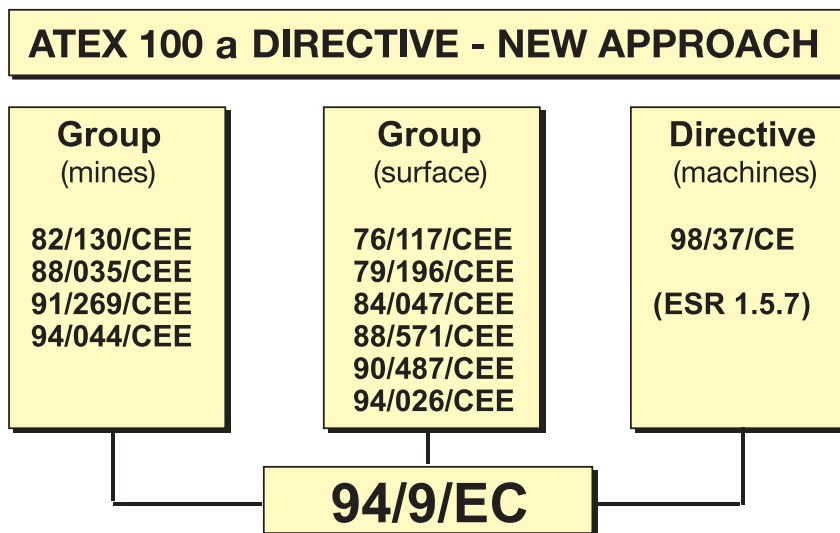 ATEX 100 a DIRECTIVE - NEW APPROACH
Group
(mines)
82/130/CEE
88/035/CEE
91/269/CEE
94/044/CEE
Group
(surface)
76/117/CEE
79/196/CEE
84/047/CEE
88/571/CEE
90/487/CEE
94/026/CEE
Directive
(machines)
98/37/CE
(ESR 1.5.7)
94/9/EC